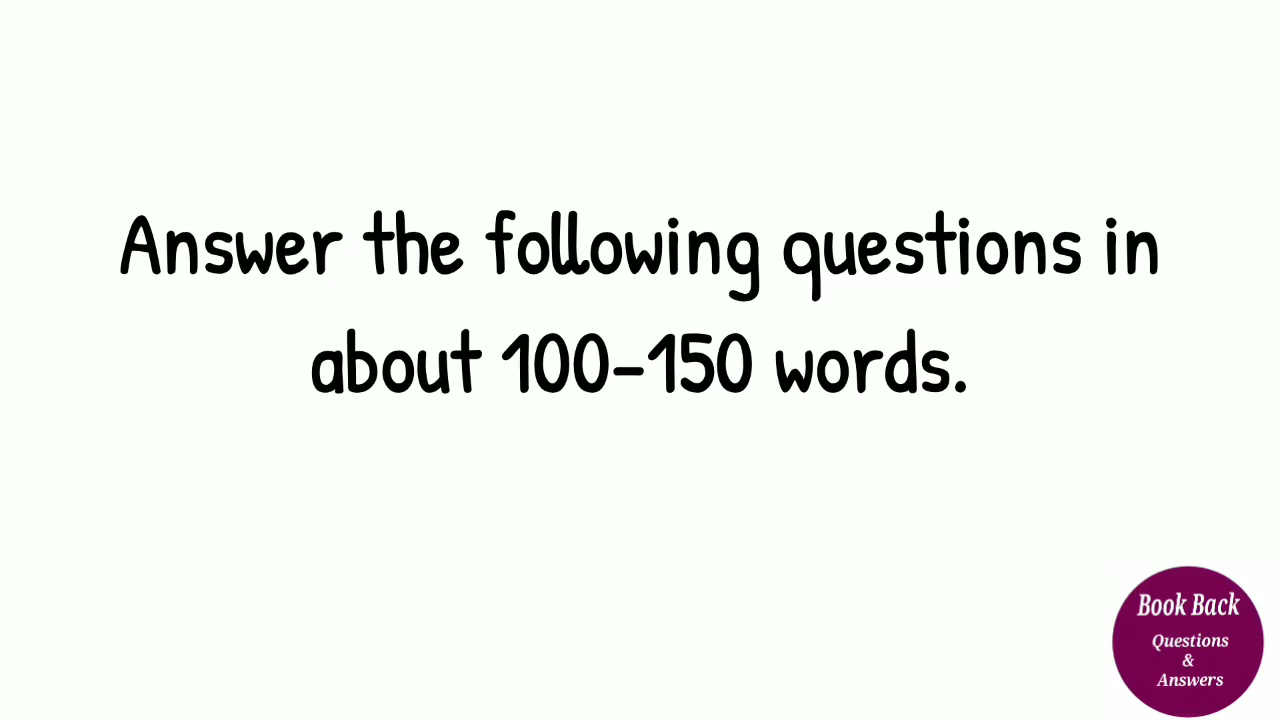 Answer the following questions in
about 100-150 words.
Book Back
Questions
&
Answers